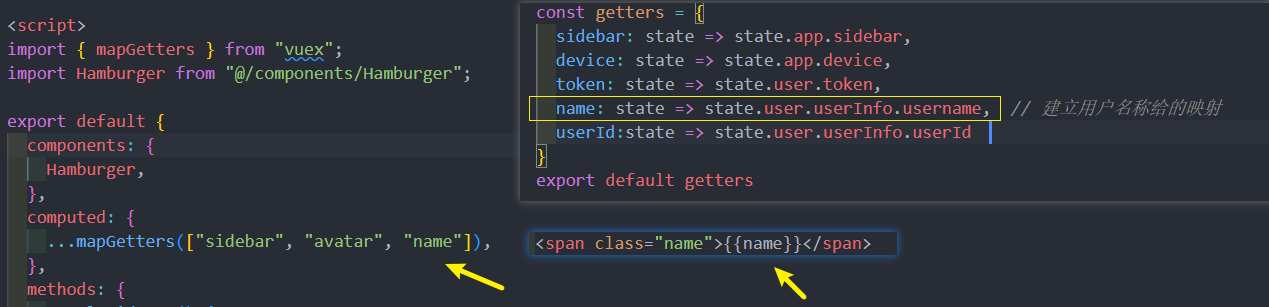 <script>
import { mapGetters } from "vuex";
import Hamburger from "@/components/Hamburger";
export default {
components: {
Hamburger,
},
computed: {
...mapGetters(["sidebar", "avatar", "name"]),
},
methods: {
const getters = {
sidebar: state => state.app.sidebar,
device: state => state.app.device,
token: state => state.user.token,
name: state => state.user.userInfo.username, // 建立用户名称给的映射
userId:state => state.user.userInfo.userId
}
export default getters
<span class="name">{{name}}</span>